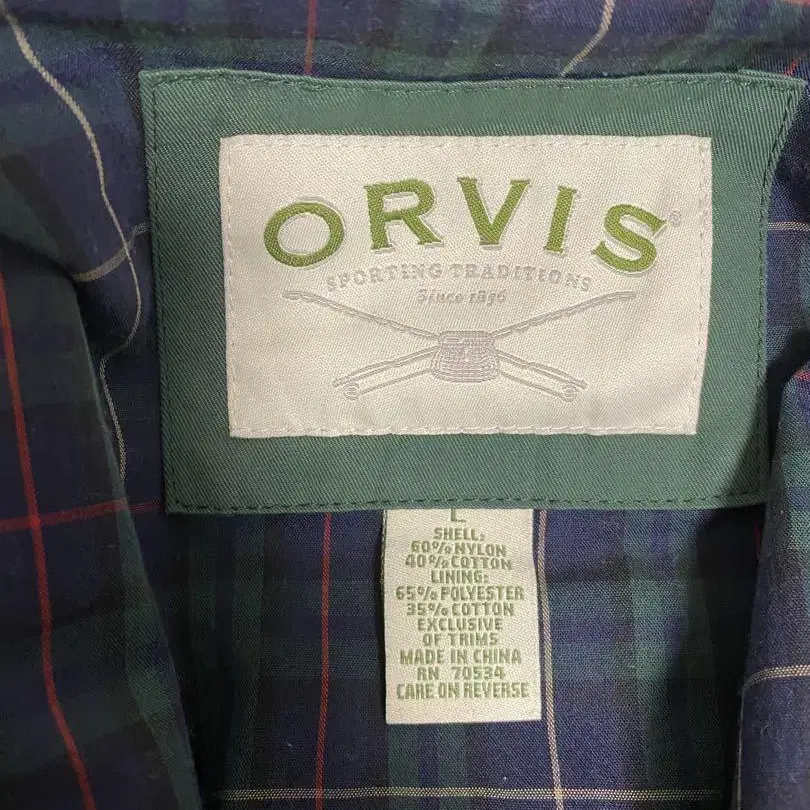 ORVIS®
SPORTING TRADITIONS
Since 1856
L
SHELL:
60% NYLON
40% COTTON
LINING:
65% POLYESTER
35% COTTON
EXCLUSIVE
OF TRIMS
MADE IN CHINA
RN 70534
CARE ON REVERSE